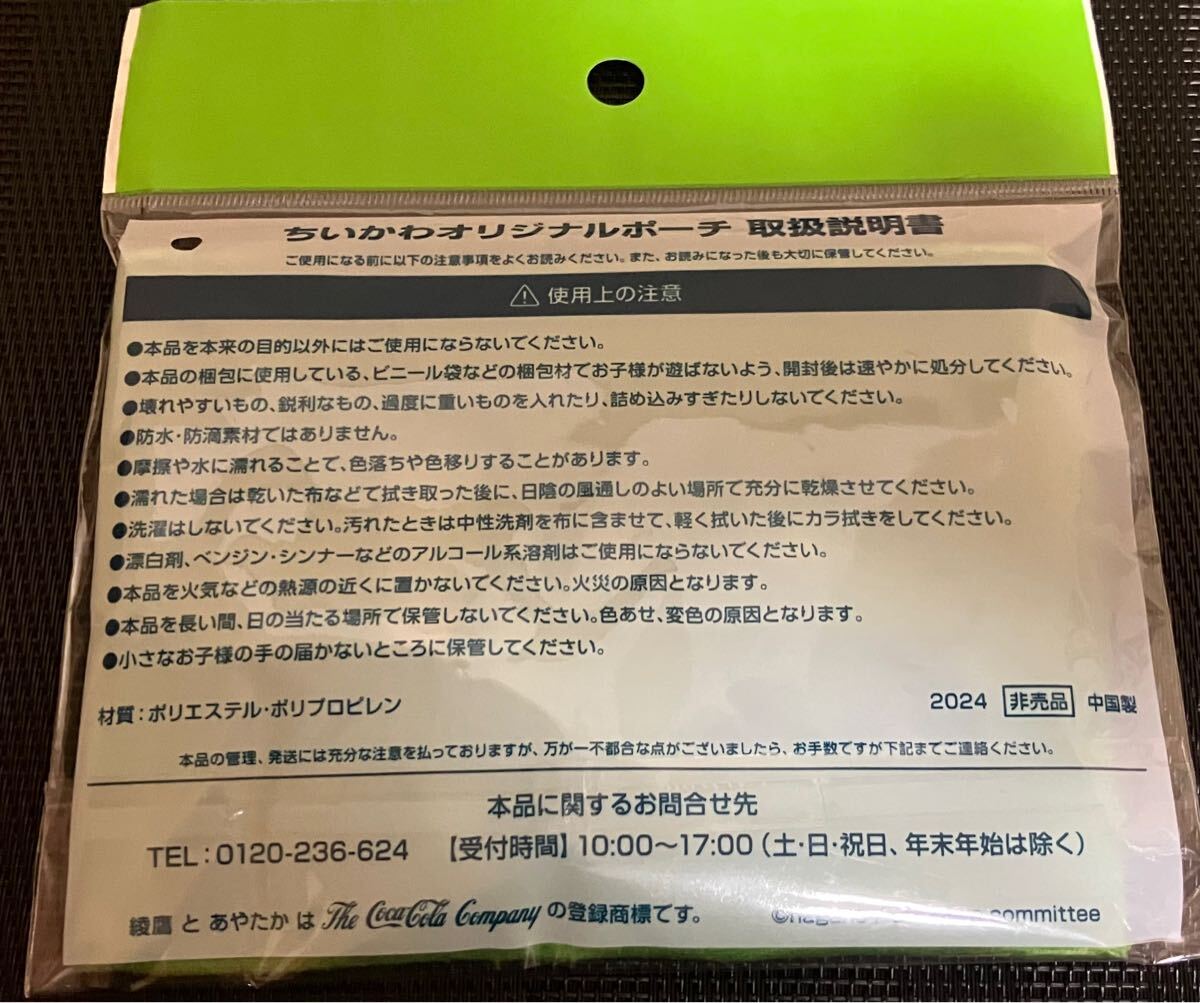 ちいかわオリジナルポーチ 取扱説明書
ご使用になる前に以下の注意事項をよくお読みください。また、お読みになった後も大切に保管してください。
使用上の注意
●本品を本来の目的以外にはご使用にならないでください。
●本品の梱包に使用している、ビニール袋などの梱包材でお子様が遊ばないよう、開封後は速やかに処分してください。
●壊れやすいもの、鋭利なもの、過度に重いものを入れたり、詰め込みすぎたりしないでください。
●防水・防滴素材ではありません。
●摩擦や水に濡れることで、色落ちや色移りすることがあります。
●濡れた場合は乾いた布などで拭き取った後に、日陰の風通しのよい場所で充分に乾燥させてください。
●洗濯はしないでください。汚れたときは中性洗剤を布に含ませて、軽く拭いた後にカラ拭きをしてください。
●漂白剤、ベンジン・シンナーなどのアルコール系溶剤はご使用にならないでください。
●本品を火気などの熱源の近くに置かないでください。火災の原因となります。
●本品を長い間、日の当たる場所で保管しないでください。色あせ、変色の原因となります。
●小さなお子様の手の届かないところに保管してください。
材質：ポリエステル・ポリプロピレン 2024 非売品 中国製
本品の管理、発送には充分な注意を払っておりますが、万が一不都合な点がございましたら、お手数ですが下記までご連絡ください。
本品に関するお問合せ先
TEL：0120-236-624 【受付時間】10:00〜17:00（土・日・祝日、年末年始は除く）
綾鷹 と あやたか は The Coca-Cola Company の登録商標です。 committee